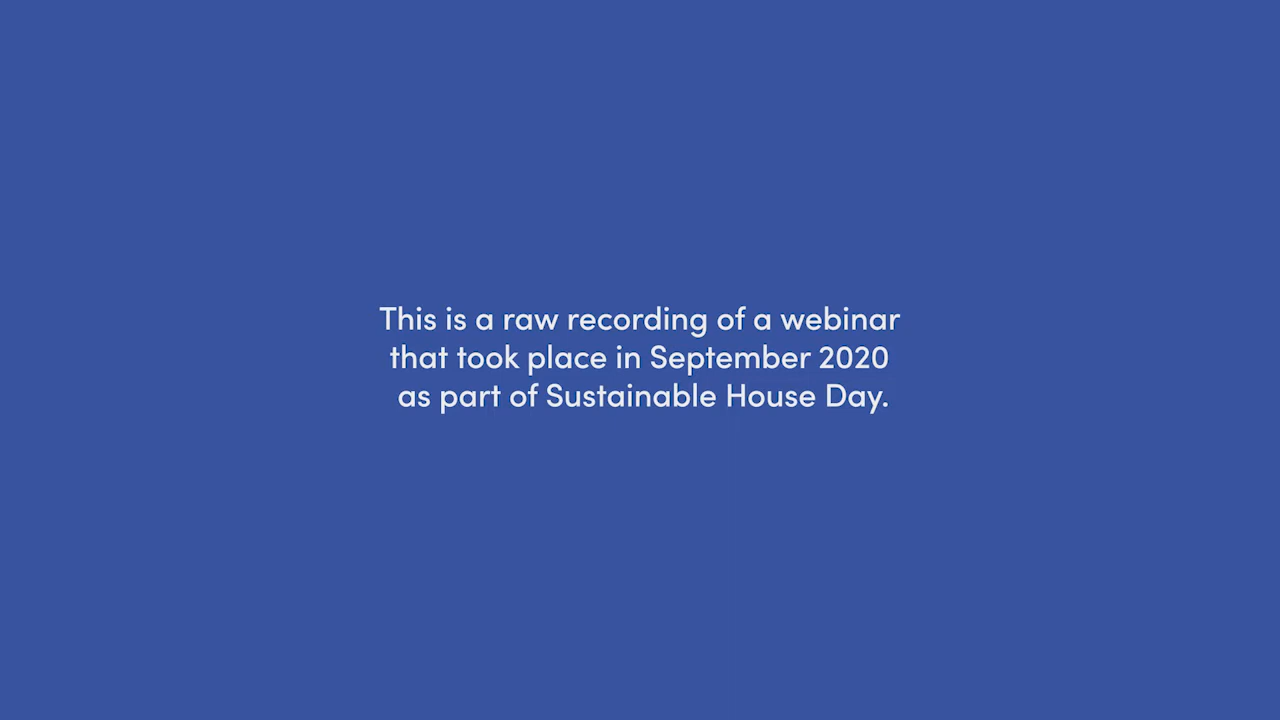 This is a raw recording of a webinar
that took place in September 2020
as part of Sustainable House Day.